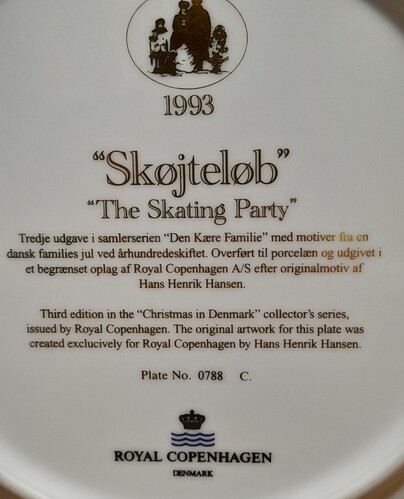 1993
“Skøjteløb”
“The Skating Party”
Tredje udgave i samlerserien “Den Kære Familie” med motiver fra en
dansk families jul ved århundredeskiftet. Overført til porcelæn og udgivet i
et begrænset oplag af Royal Copenhagen A/S efter originalmotiv af
Hans Henrik Hansen.
Third edition in the “Christmas in Denmark” collector’s series,
issued by Royal Copenhagen. The original artwork for this plate was
created exclucively for Royal Copenhagen by Hans Henrik Hansen.
Plate No. 0788 C.
ROYAL COPENHAGEN
DENMARK